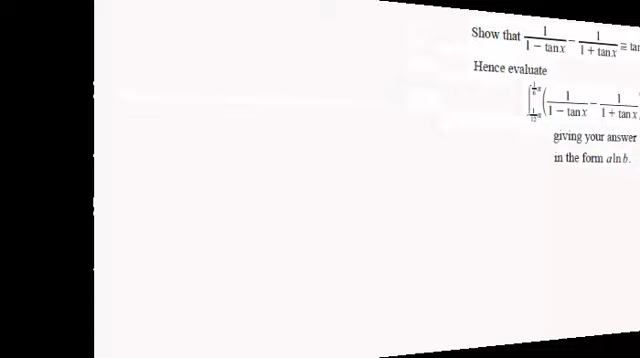 Show that 1/(1 − tan x) − 1/(1 + tan x) ≡ tan
Hence evaluate
∫ (1/(1 − tan x) − 1/(1 + tan x)
giving your answer
in the form a ln b.